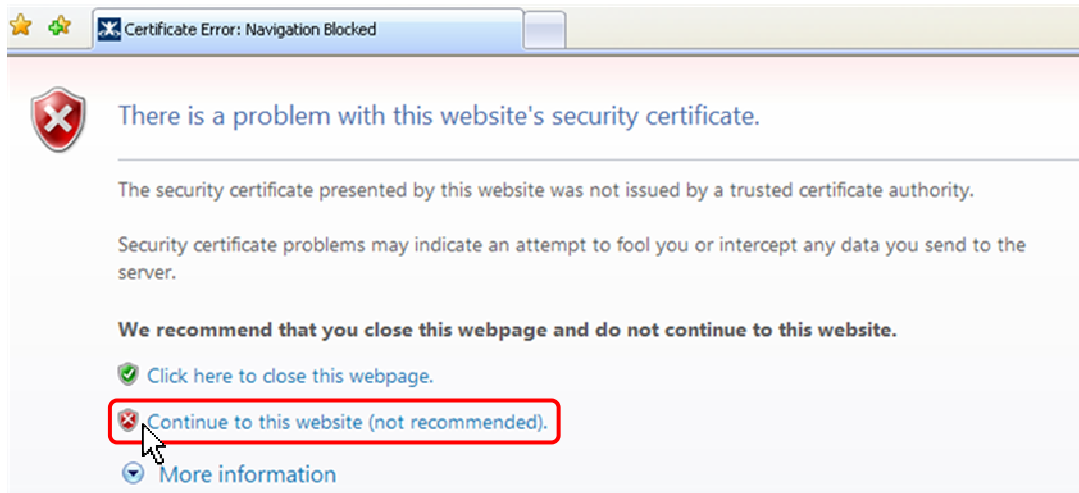 Certificate Error: Navigation Blocked
There is a problem with this website's security certificate.
The security certificate presented by this website was not issued by a trusted certificate authority.
Security certificate problems may indicate an attempt to fool you or intercept any data you send to the
server.
We recommend that you close this webpage and do not continue to this website.
Click here to close this webpage.
Continue to this website (not recommended).
More information